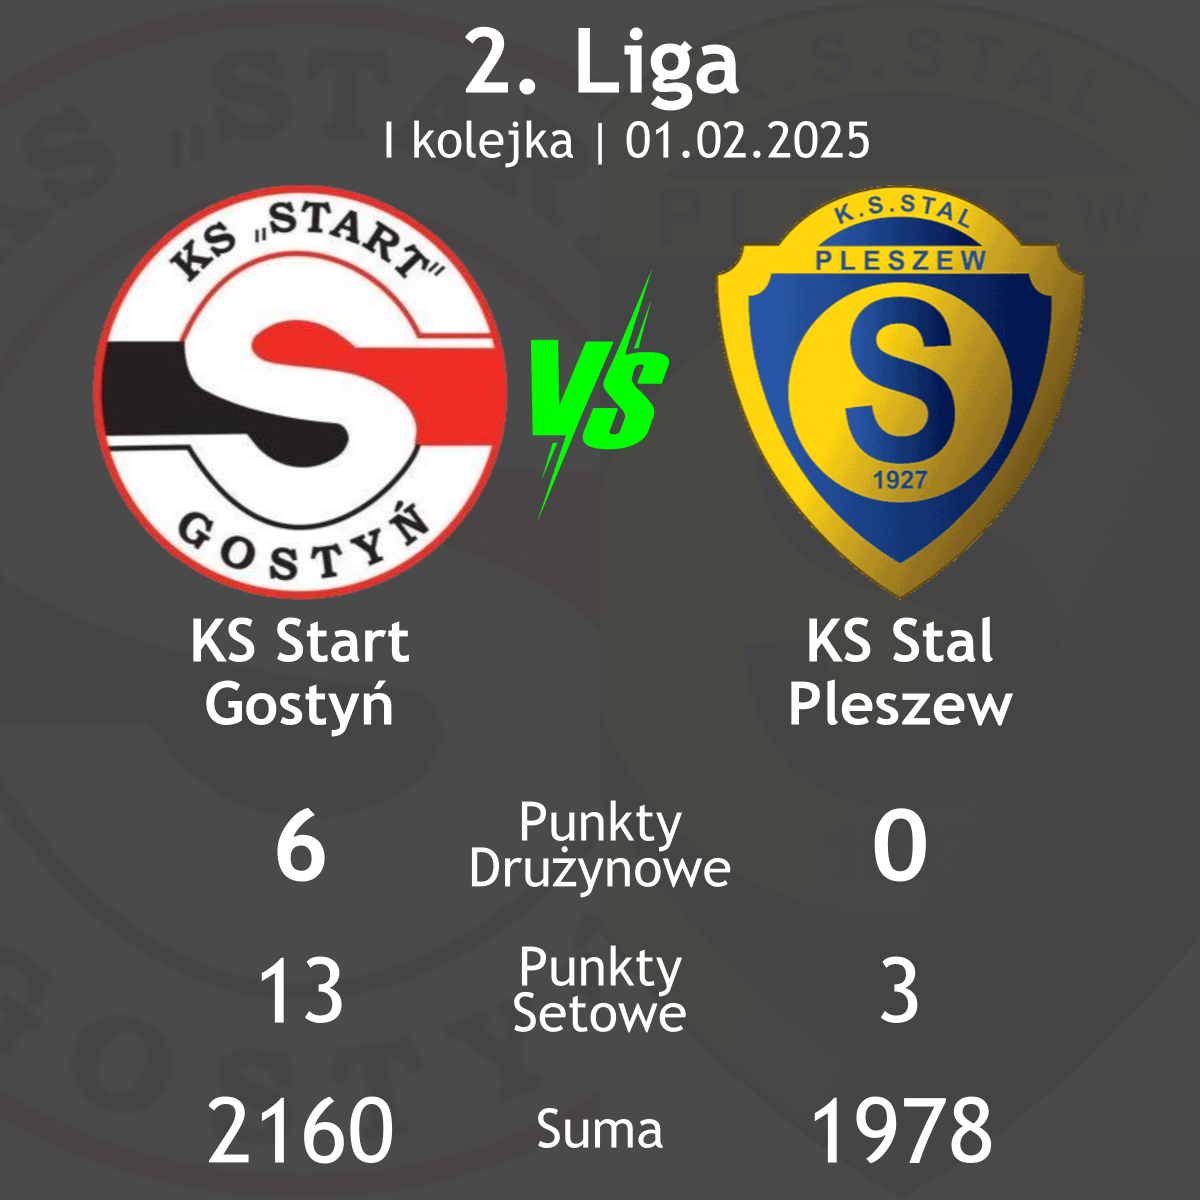 2. Liga
I kolejka | 01.02.2025
KS „START”
GOSTYŃ
VS
K.S.STAL
PLESZEW
S
1927
KS Start
Gostyń
KS Stal
Pleszew
6
Punkty
Drużynowe
0
13
Punkty
Setowe
3
2160
Suma
1978